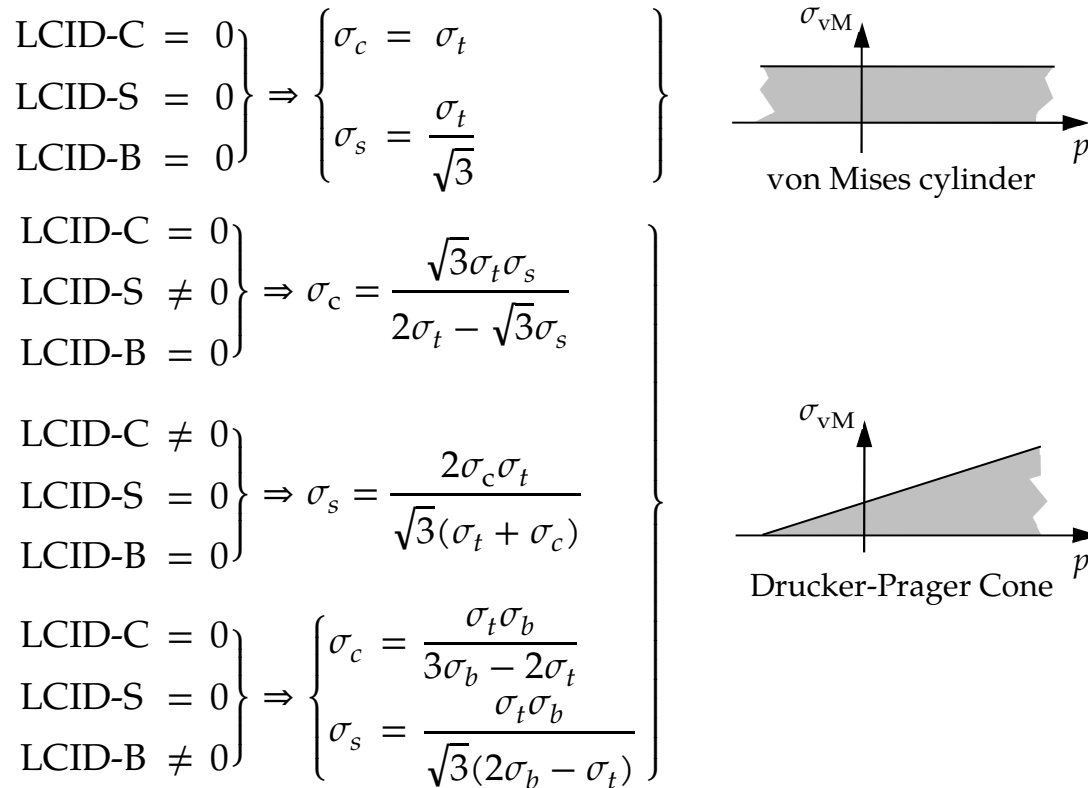 LCID-C = 0
LCID-S = 0
LCID-B = 0
⇒
σ_c = σ_t
σ_s = σ_t / √3
σ_vM
p
von Mises cylinder
LCID-C = 0
LCID-S ≠ 0
LCID-B = 0
⇒ σ_c = √3σ_tσ_s / (2σ_t − √3σ_s)
LCID-C ≠ 0
LCID-S = 0
LCID-B = 0
⇒ σ_s = 2σ_cσ_t / (√3(σ_t + σ_c))
LCID-C = 0
LCID-S = 0
LCID-B ≠ 0
⇒
σ_c = σ_tσ_b / (3σ_b − 2σ_t)
σ_s = σ_tσ_b / (√3(2σ_b − σ_t))
σ_vM
p
Drucker-Prager Cone